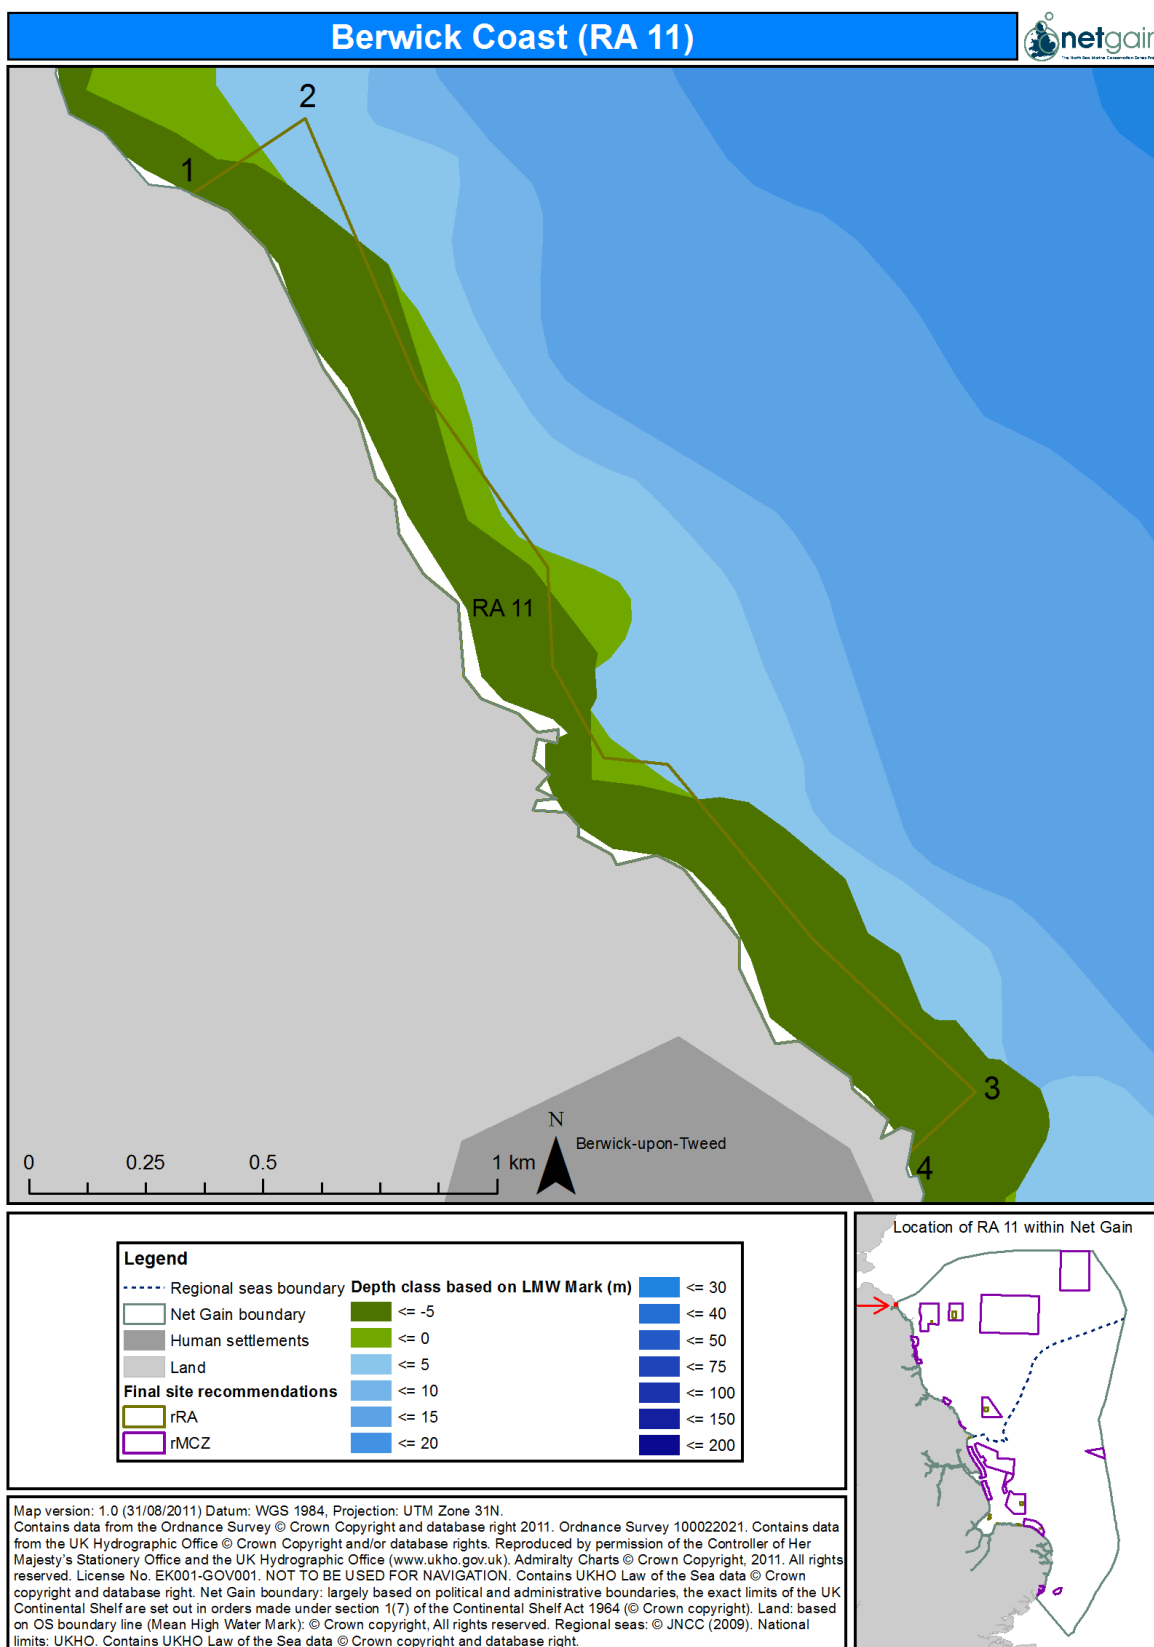 Berwick Coast (RA 11)
netgain
2
1
RA 11
3
4
N
Berwick-upon-Tweed
0
0.25
0.5
1 km
Legend
Regional seas boundary
Net Gain boundary
Human settlements
Land
Final site recommendations
rRA
rMCZ
Depth class based on LMW Mark (m)
<= -5
<= 0
<= 5
<= 10
<= 15
<= 20
<= 30
<= 40
<= 50
<= 75
<= 100
<= 150
<= 200
Location of RA 11 within Net Gain
Map version: 1.0 (31/08/2011) Datum: WGS 1984, Projection: UTM Zone 31N.
Contains data from the Ordnance Survey © Crown Copyright and database right 2011. Ordnance Survey 100022021. Contains data
from the UK Hydrographic Office © Crown Copyright and/or database rights. Reproduced by permission of the Controller of Her
Majesty's Stationery Office and the UK Hydrographic Office (www.ukho.gov.uk). Admiralty Charts © Crown Copyright, 2011. All rights
reserved. License No. EK001-GOV001. NOT TO BE USED FOR NAVIGATION. Contains UKHO Law of the Sea data © Crown
copyright and database right. Net Gain boundary: largely based on political and administrative boundaries, the exact limits of the UK
Continental Shelf are set out in orders made under section 1(7) of the Continental Shelf Act 1964 (© Crown copyright). Land: based
on OS boundary line (Mean High Water Mark): © Crown copyright, All rights reserved. Regional seas: © JNCC (2009). National
limits: UKHO. Contains UKHO Law of the Sea data © Crown copyright and database right.